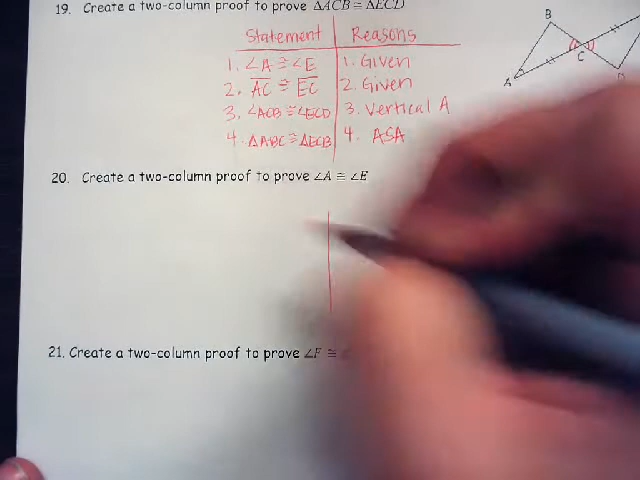 19. Create a two-column proof to prove ΔACB ≅ ΔECD
Statement Reasons
1. ∠A ≅ ∠E 1. Given
2. AC ≅ EC 2. Given
3. ∠ACB ≅ ∠ECD 3. Vertical A
4. ΔABC ≅ ΔECB 4. ASA
B
C
A
20. Create a two-column proof to prove ∠A ≅ ∠E
21. Create a two-column proof to prove ∠F ≅